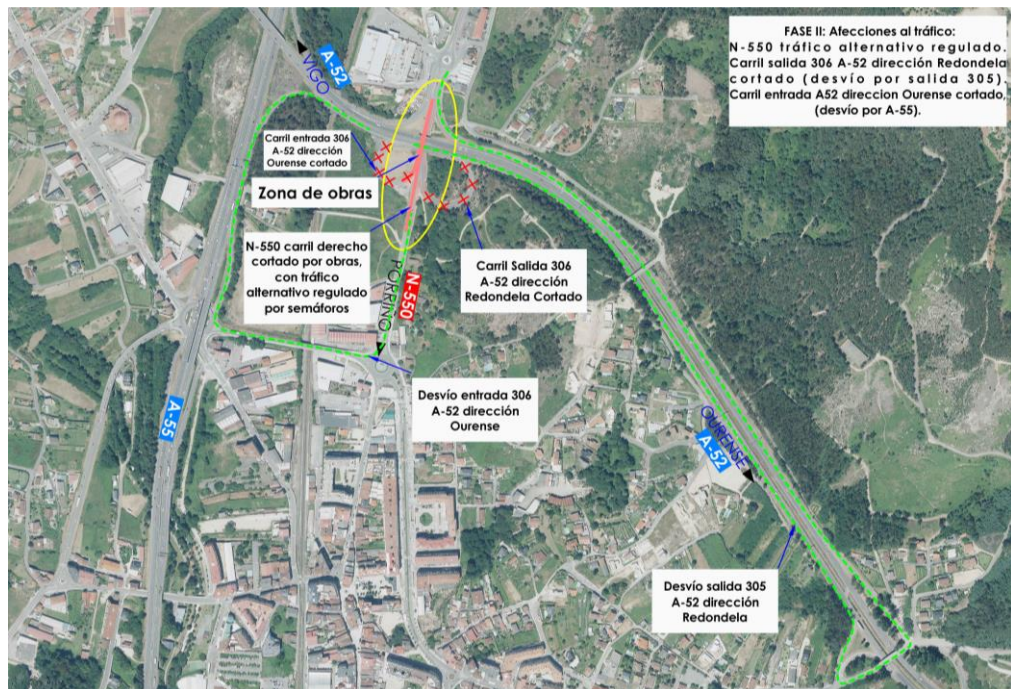 FASE II: Afecciones al tráfico:
N-550 tráfico alternativo regulado.
Carril salida 306 A-52 dirección Redondela
cortado (desvío por salida 305).
Carril entrada A52 direccion Ourense cortado,
(desvío por A-55).
A-52
VIGO
Carril entrada 306
A-52 dirección
Ourense cortado
Zona de obras
N-550 carril derecho
cortado por obras,
con tráfico
alternativo regulado
por semáforos
Carril Salida 306
A-52 dirección
Redondela Cortado
N-550
PORRIÑO
Desvío entrada 306
A-52 dirección
Ourense
A-55
OURENSE
A-52
Desvío salida 305
A-52 dirección
Redondela